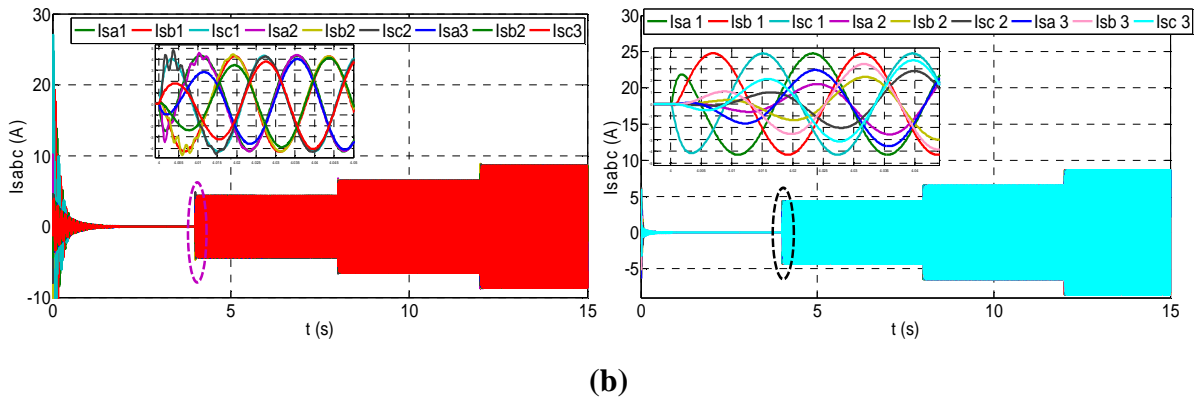 Isa1 Isb1 Isc1 Isa2 Isb2 Isc2 Isa3 Isb2 Isc3
30
20
10
0
-10
Isabc (A)
0 5 10 15
t (s)
Isa 1 Isb 1 Isc 1 Isa 2 Isb 2 Isc 2 Isa 3 Isb 3 Isc 3
30
25
20
15
10
5
0
-5
Isabc (A)
0 5 10 15
t (s)
(b)